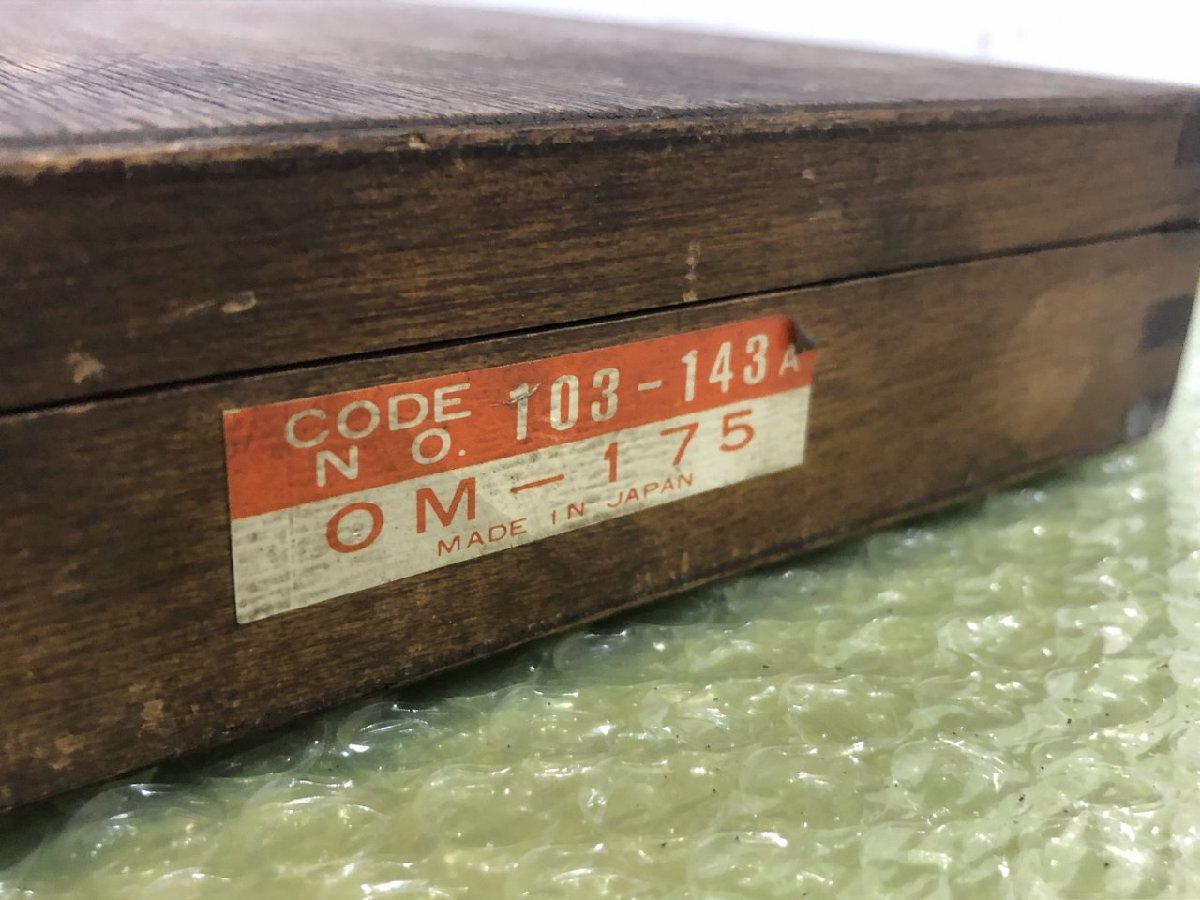 CODE NO. 103-143A
OM-175
MADE IN JAPAN